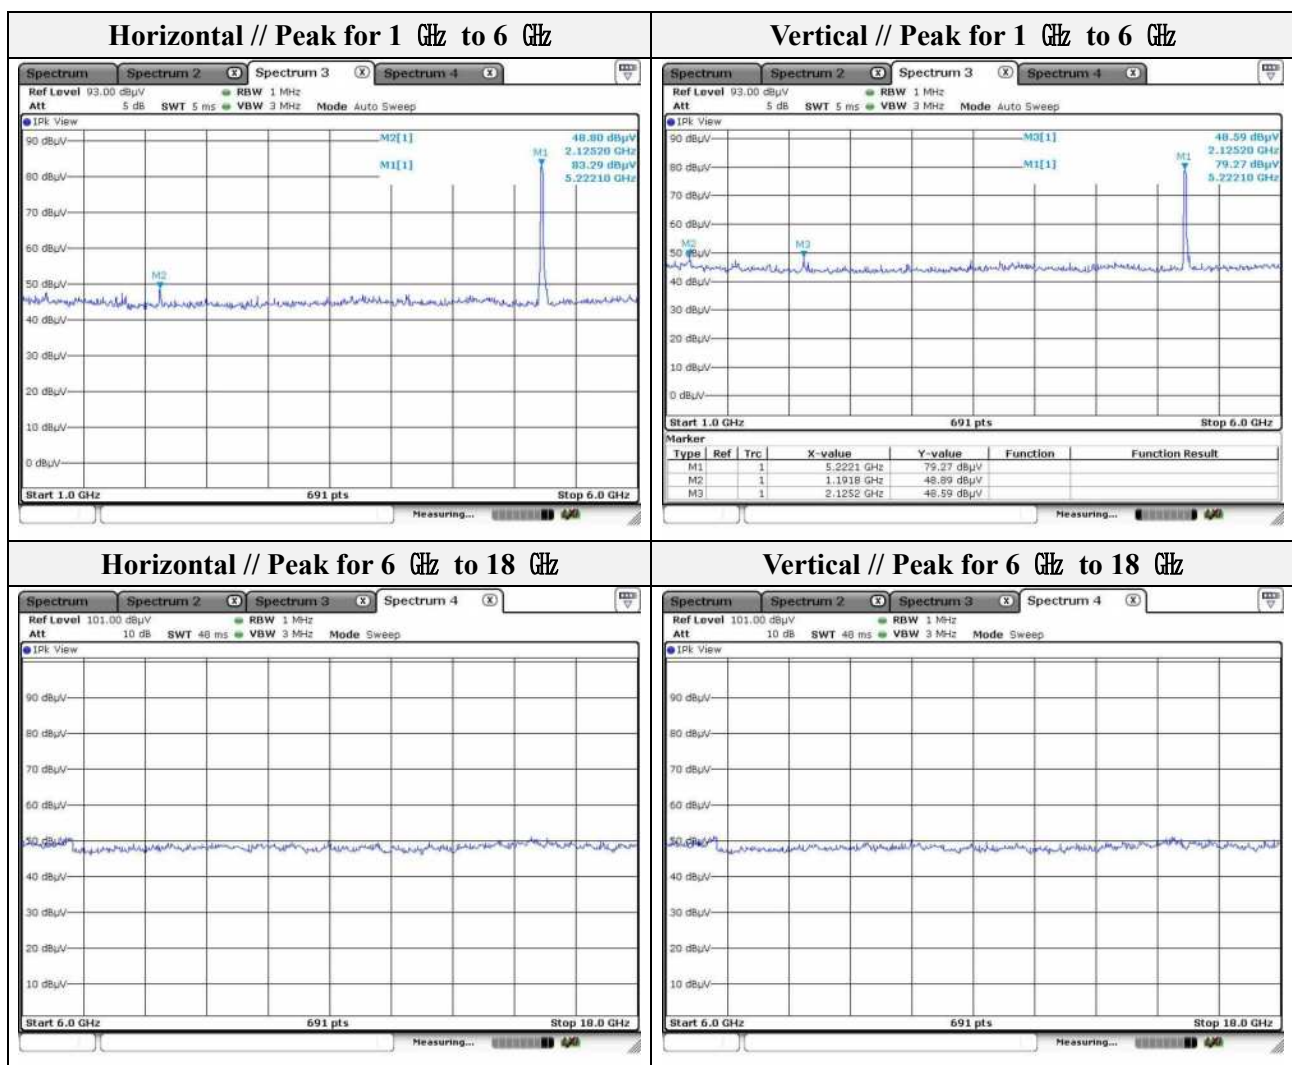 Horizontal // Peak for 1 ㎓ to 6 ㎓
Spectrum Spectrum 2 X Spectrum 3 X Spectrum 4 X
Ref Level 93.00 dBµV RBW 1 MHz
Att 5 dB SWT 5 ms VBW 3 MHz Mode Auto Sweep
1Pk View
M2[1] 48.80 dBµV
2.12520 GHz
M1[1] 83.29 dBµV
5.22210 GHz
M1
M2
90 dBµV
80 dBµV
70 dBµV
60 dBµV
50 dBµV
40 dBµV
30 dBµV
20 dBµV
10 dBµV
0 dBµV
Start 1.0 GHz 691 pts Stop 6.0 GHz
Measuring...
Vertical // Peak for 1 ㎓ to 6 ㎓
Spectrum Spectrum 2 X Spectrum 3 X Spectrum 4 X
Ref Level 93.00 dBµV RBW 1 MHz
Att 5 dB SWT 5 ms VBW 3 MHz Mode Auto Sweep
1Pk View
M3[1] 48.59 dBµV
2.12520 GHz
M1[1] 79.27 dBµV
5.22210 GHz
M1
M2
M3
90 dBµV
80 dBµV
70 dBµV
60 dBµV
50 dBµV
40 dBµV
30 dBµV
20 dBµV
10 dBµV
0 dBµV
Start 1.0 GHz 691 pts Stop 6.0 GHz
Marker
Type Ref Trc X-value Y-value Function Function Result
M1 1 5.2221 GHz 79.27 dBµV
M2 1 1.1918 GHz 48.89 dBµV
M3 1 2.1252 GHz 48.59 dBµV
Measuring...
Horizontal // Peak for 6 ㎓ to 18 ㎓
Spectrum Spectrum 2 X Spectrum 3 X Spectrum 4 X
Ref Level 101.00 dBµV RBW 1 MHz
Att 10 dB SWT 48 ms VBW 3 MHz Mode Sweep
1Pk View
90 dBµV
80 dBµV
70 dBµV
60 dBµV
50 dBµV
40 dBµV
30 dBµV
20 dBµV
10 dBµV
Start 6.0 GHz 691 pts Stop 18.0 GHz
Measuring...
Vertical // Peak for 6 ㎓ to 18 ㎓
Spectrum Spectrum 2 X Spectrum 3 X Spectrum 4 X
Ref Level 101.00 dBµV RBW 1 MHz
Att 10 dB SWT 48 ms VBW 3 MHz Mode Sweep
1Pk View
90 dBµV
80 dBµV
70 dBµV
60 dBµV
50 dBµV
40 dBµV
30 dBµV
20 dBµV
10 dBµV
Start 6.0 GHz 691 pts Stop 18.0 GHz
Measuring...